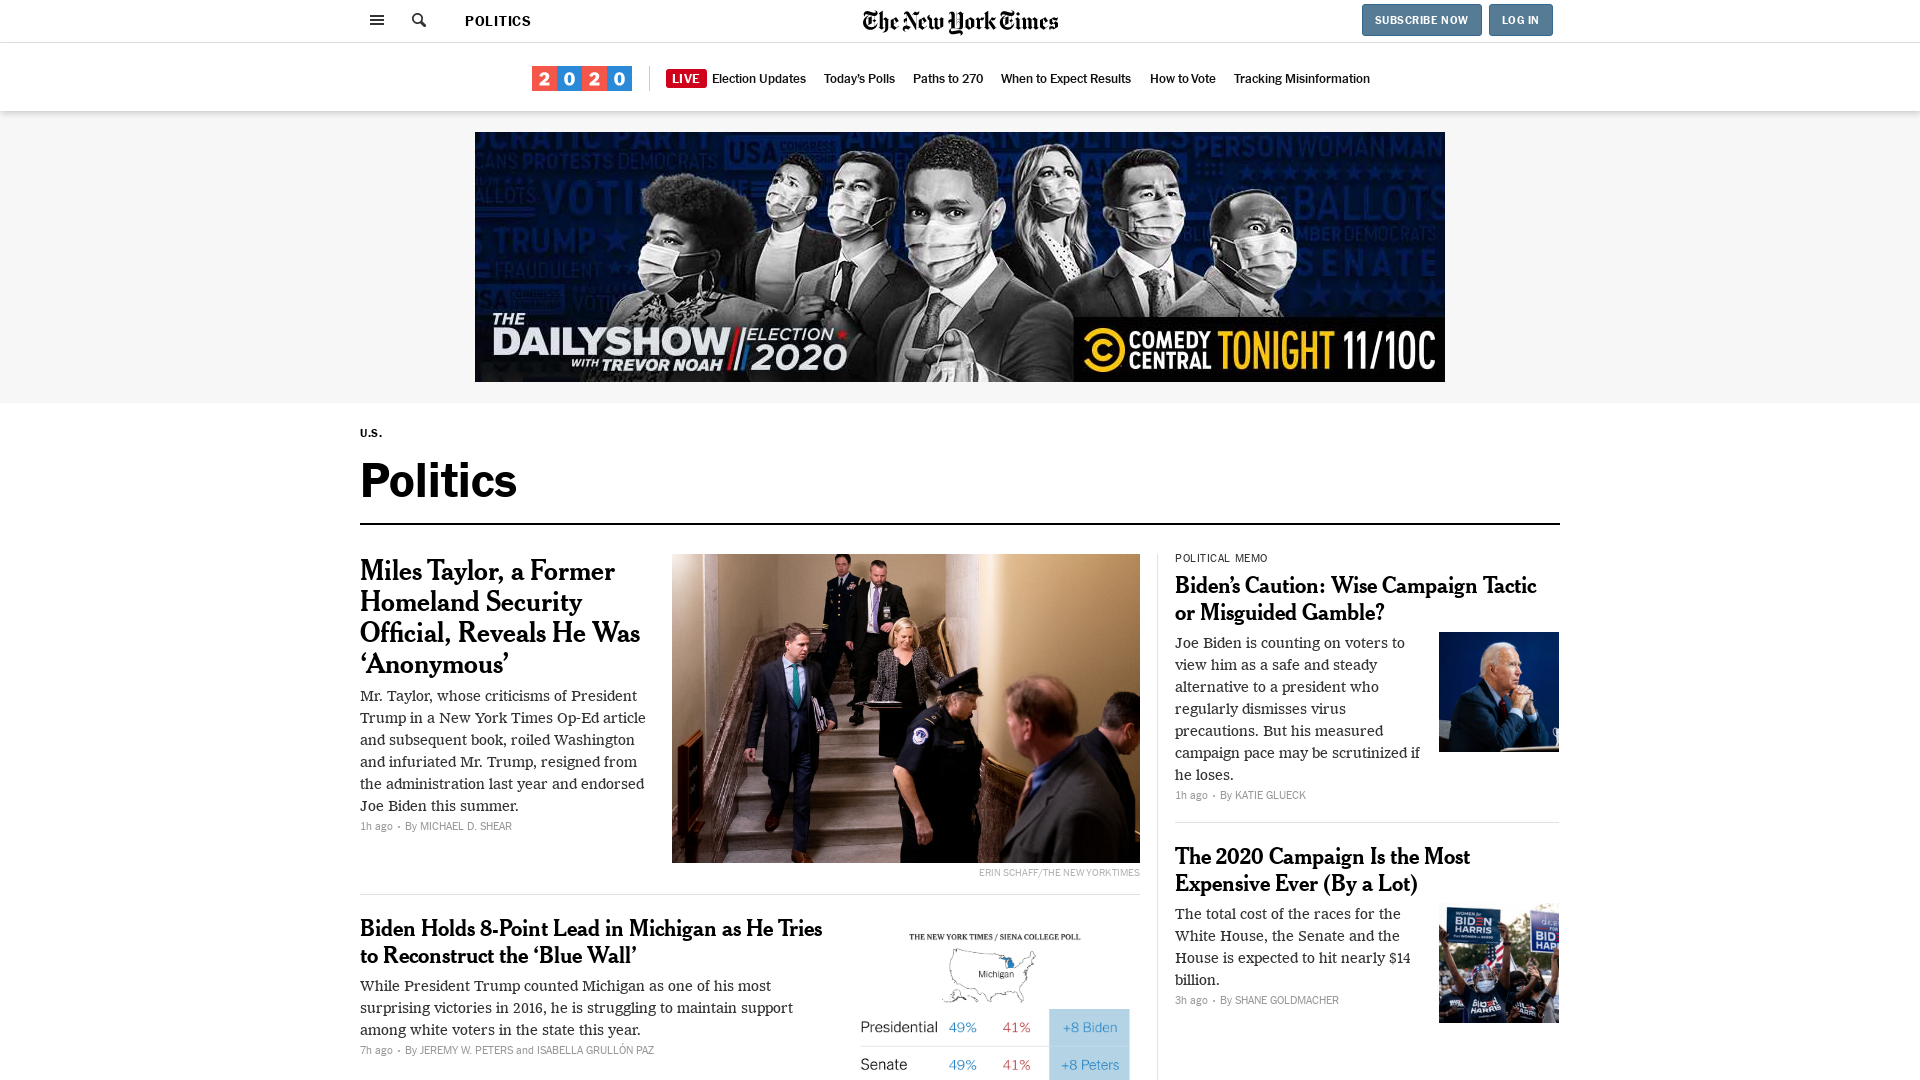 POLITICS
The New York Times
SUBSCRIBE NOW
LOG IN
2020
LIVE Election Updates
Today's Polls
Paths to 270
When to Expect Results
How to Vote
Tracking Misinformation
THE
DAILYSHOW
WITH TREVOR NOAH
ELECTION
2020
COMEDY
CENTRAL
TONIGHT 11/10C
U.S.
Politics
Miles Taylor, a Former
Homeland Security
Official, Reveals He Was
‘Anonymous’
Mr. Taylor, whose criticisms of President
Trump in a New York Times Op-Ed article
and subsequent book, roiled Washington
and infuriated Mr. Trump, resigned from
the administration last year and endorsed
Joe Biden this summer.
1h ago • By MICHAEL D. SHEAR
ERIN SCHAFF/THE NEW YORK TIMES
Biden Holds 8-Point Lead in Michigan as He Tries
to Reconstruct the ‘Blue Wall’
While President Trump counted Michigan as one of his most
surprising victories in 2016, he is struggling to maintain support
among white voters in the state this year.
7h ago • By JEREMY W. PETERS and ISABELLA GRULLÓN PAZ
THE NEW YORK TIMES / SIENA COLLEGE POLL
Michigan
Presidential 49% 41% +8 Biden
Senate 49% 41% +8 Peters
POLITICAL MEMO
Biden’s Caution: Wise Campaign Tactic
or Misguided Gamble?
Joe Biden is counting on voters to
view him as a safe and steady
alternative to a president who
regularly dismisses virus
precautions. But his measured
campaign pace may be scrutinized if
he loses.
1h ago • By KATIE GLUECK
The 2020 Campaign Is the Most
Expensive Ever (By a Lot)
The total cost of the races for the
White House, the Senate and the
House is expected to hit nearly $14
billion.
3h ago • By SHANE GOLDMACHER
BIDEN
HARRIS